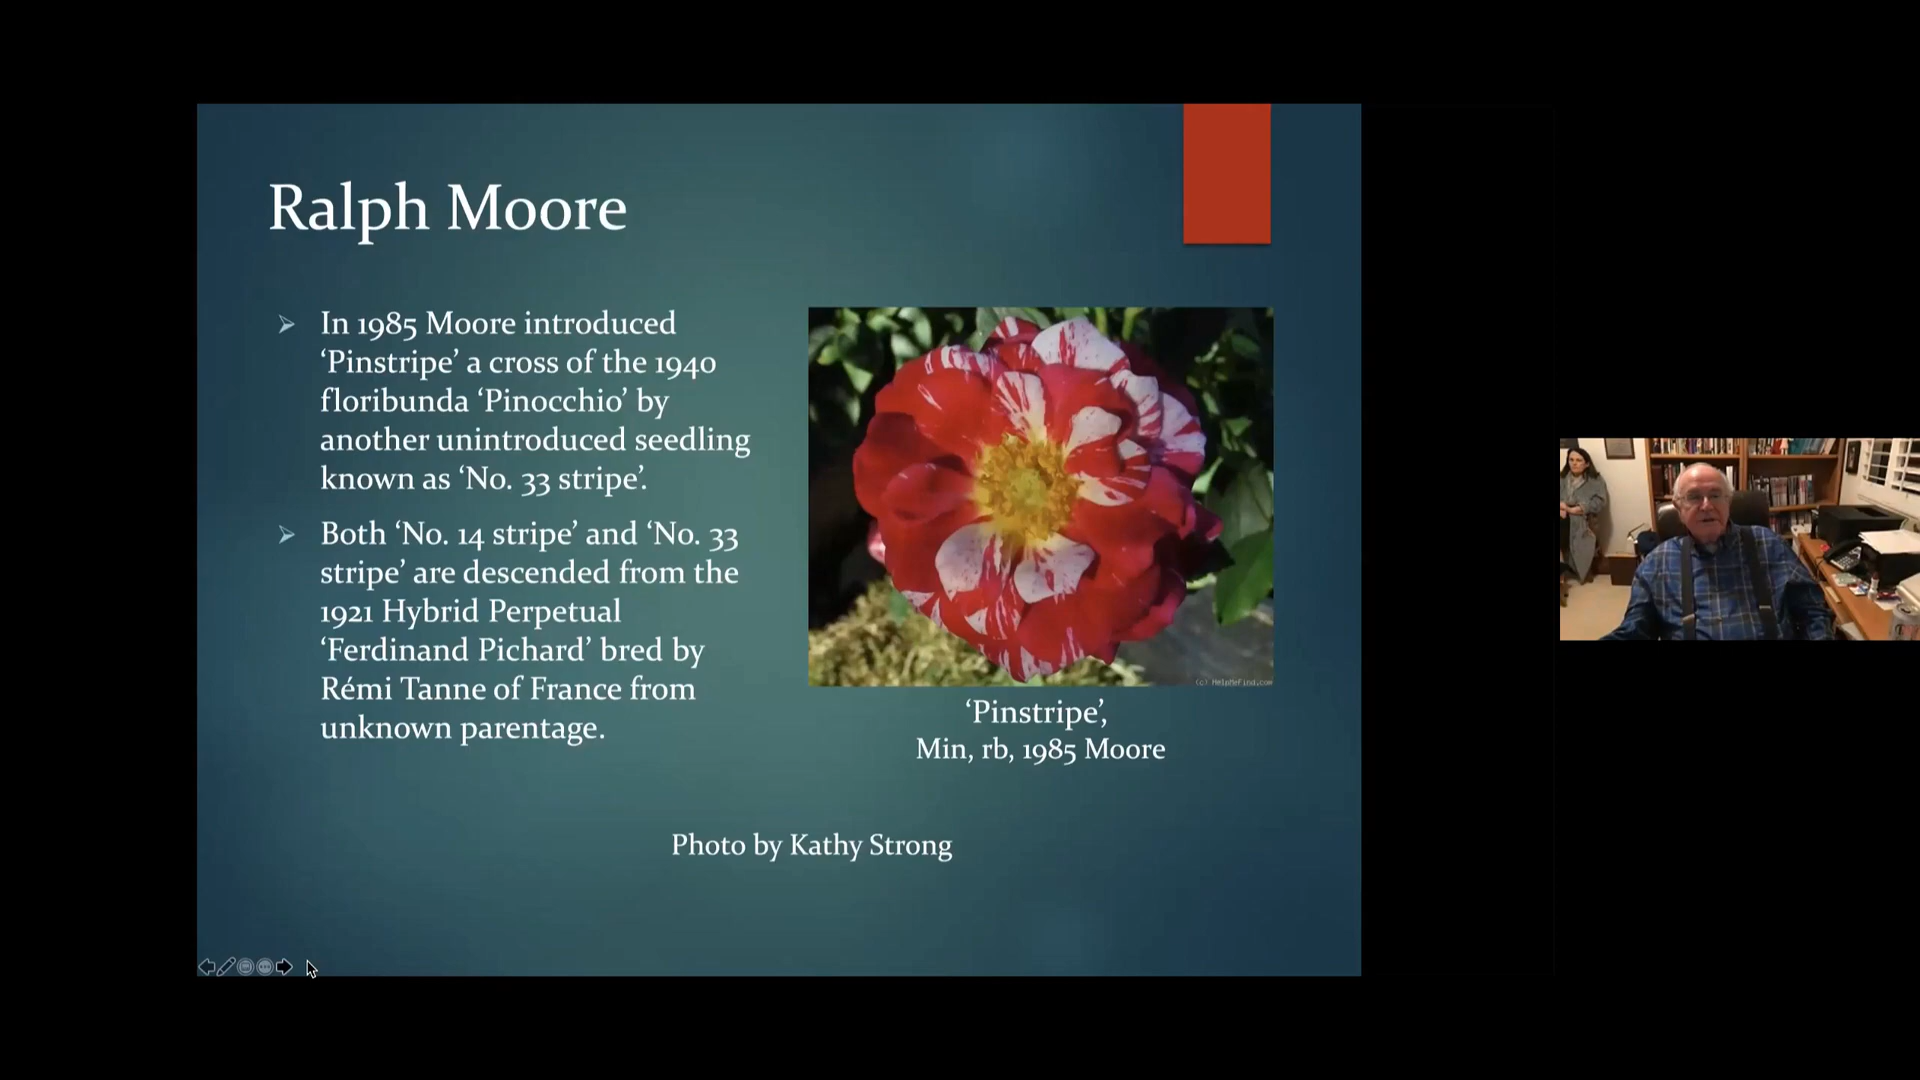 Ralph Moore
In 1985 Moore introduced
‘Pinstripe’ a cross of the 1940
floribunda ‘Pinocchio’ by
another unintroduced seedling
known as ‘No. 33 stripe’.
Both ‘No. 14 stripe’ and ‘No. 33
stripe’ are descended from the
1921 Hybrid Perpetual
‘Ferdinand Pichard’ bred by
Rémi Tanne of France from
unknown parentage.
(c) HelpMeFind.com
‘Pinstripe’,
Min, rb, 1985 Moore
Photo by Kathy Strong